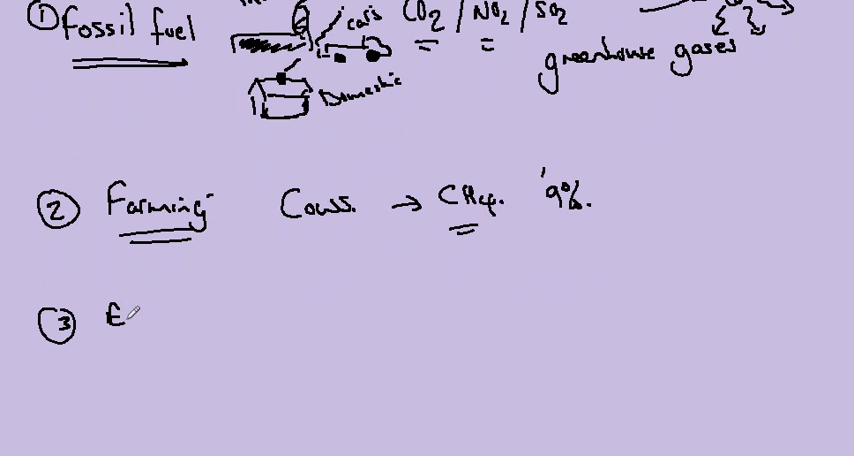 ① Fossil fuel
cars
CO2 / NO2 / SO2
Domestic
greenhouse gases
② Farming Cows. → CH4. '9%.
③ E